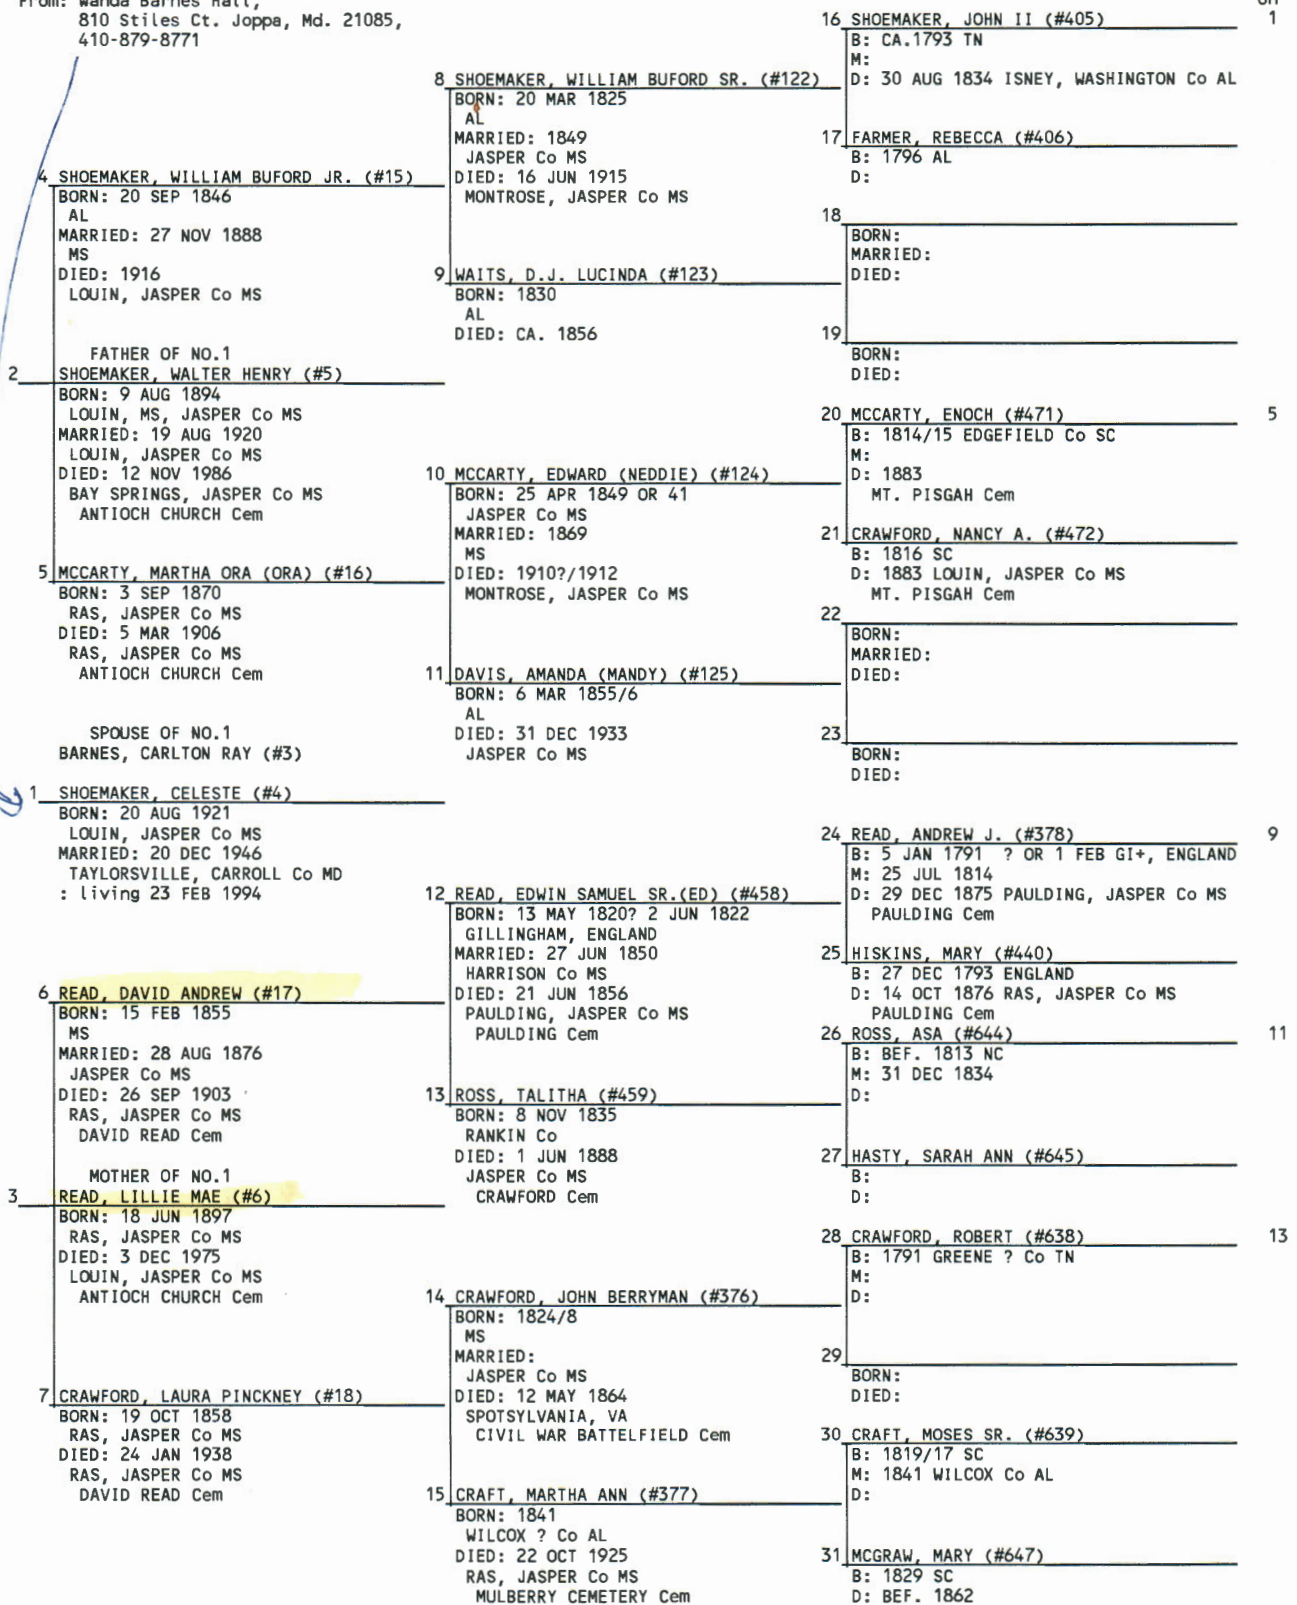 From: Wanda Barnes Hall,
810 Stiles Ct. Joppa, Md. 21085,
410-879-8771
on
16 SHOEMAKER, JOHN II (#405) 1
B: CA.1793 TN
M:
D: 30 AUG 1834 ISNEY, WASHINGTON Co AL
8 SHOEMAKER, WILLIAM BUFORD SR. (#122)
BORN: 20 MAR 1825
AL
MARRIED: 1849
JASPER Co MS
DIED: 16 JUN 1915
MONTROSE, JASPER Co MS
17 FARMER, REBECCA (#406)
B: 1796 AL
D:
4 SHOEMAKER, WILLIAM BUFORD JR. (#15)
BORN: 20 SEP 1846
AL
MARRIED: 27 NOV 1888
MS
DIED: 1916
LOUIN, JASPER Co MS
18
BORN:
MARRIED:
DIED:
9 WAITS, D.J. LUCINDA (#123)
BORN: 1830
AL
DIED: CA. 1856
19
BORN:
DIED:
FATHER OF NO.1
2 SHOEMAKER, WALTER HENRY (#5)
BORN: 9 AUG 1894
LOUIN, MS, JASPER Co MS
MARRIED: 19 AUG 1920
LOUIN, JASPER Co MS
DIED: 12 NOV 1986
BAY SPRINGS, JASPER Co MS
ANTIOCH CHURCH Cem
20 MCCARTY, ENOCH (#471) 5
B: 1814/15 EDGEFIELD Co SC
M:
D: 1883
MT. PISGAH Cem
10 MCCARTY, EDWARD (NEDDIE) (#124)
BORN: 25 APR 1849 OR 41
JASPER Co MS
MARRIED: 1869
MS
DIED: 1910?/1912
MONTROSE, JASPER Co MS
21 CRAWFORD, NANCY A. (#472)
B: 1816 SC
D: 1883 LOUIN, JASPER Co MS
MT. PISGAH Cem
5 MCCARTY, MARTHA ORA (ORA) (#16)
BORN: 3 SEP 1870
RAS, JASPER Co MS
DIED: 5 MAR 1906
RAS, JASPER Co MS
ANTIOCH CHURCH Cem
22
BORN:
MARRIED:
DIED:
11 DAVIS, AMANDA (MANDY) (#125)
BORN: 6 MAR 1855/6
AL
DIED: 31 DEC 1933
JASPER Co MS
23
BORN:
DIED:
SPOUSE OF NO.1
BARNES, CARLTON RAY (#3)
1 SHOEMAKER, CELESTE (#4)
BORN: 20 AUG 1921
LOUIN, JASPER Co MS
MARRIED: 20 DEC 1946
TAYLORSVILLE, CARROLL Co MD
: living 23 FEB 1994
24 READ, ANDREW J. (#378) 9
B: 5 JAN 1791 ? OR 1 FEB GI+, ENGLAND
M: 25 JUL 1814
D: 29 DEC 1875 PAULDING, JASPER Co MS
PAULDING Cem
12 READ, EDWIN SAMUEL SR.(ED) (#458)
BORN: 13 MAY 1820? 2 JUN 1822
GILLINGHAM, ENGLAND
MARRIED: 27 JUN 1850
HARRISON Co MS
DIED: 21 JUN 1856
PAULDING, JASPER Co MS
PAULDING Cem
25 HISKINS, MARY (#440)
B: 27 DEC 1793 ENGLAND
D: 14 OCT 1876 RAS, JASPER Co MS
PAULDING Cem
6 READ, DAVID ANDREW (#17)
BORN: 15 FEB 1855
MS
MARRIED: 28 AUG 1876
JASPER Co MS
DIED: 26 SEP 1903
RAS, JASPER Co MS
DAVID READ Cem
26 ROSS, ASA (#644) 11
B: BEF. 1813 NC
M: 31 DEC 1834
D:
13 ROSS, TALITHA (#459)
BORN: 8 NOV 1835
RANKIN Co
DIED: 1 JUN 1888
JASPER Co MS
CRAWFORD Cem
27 HASTY, SARAH ANN (#645)
B:
D:
MOTHER OF NO.1
3 READ, LILLIE MAE (#6)
BORN: 18 JUN 1897
RAS, JASPER Co MS
DIED: 3 DEC 1975
LOUIN, JASPER Co MS
ANTIOCH CHURCH Cem
28 CRAWFORD, ROBERT (#638) 13
B: 1791 GREENE ? Co TN
M:
D:
14 CRAWFORD, JOHN BERRYMAN (#376)
BORN: 1824/8
MS
MARRIED:
JASPER Co MS
DIED: 12 MAY 1864
SPOTSYLVANIA, VA
CIVIL WAR BATTELFIELD Cem
29
BORN:
DIED:
7 CRAWFORD, LAURA PINCKNEY (#18)
BORN: 19 OCT 1858
RAS, JASPER Co MS
DIED: 24 JAN 1938
RAS, JASPER Co MS
DAVID READ Cem
30 CRAFT, MOSES SR. (#639)
B: 1819/17 SC
M: 1841 WILCOX Co AL
D:
15 CRAFT, MARTHA ANN (#377)
BORN: 1841
WILCOX ? Co AL
DIED: 22 OCT 1925
RAS, JASPER Co MS
MULBERRY CEMETERY Cem
31 MCGRAW, MARY (#647)
B: 1829 SC
D: BEF. 1862